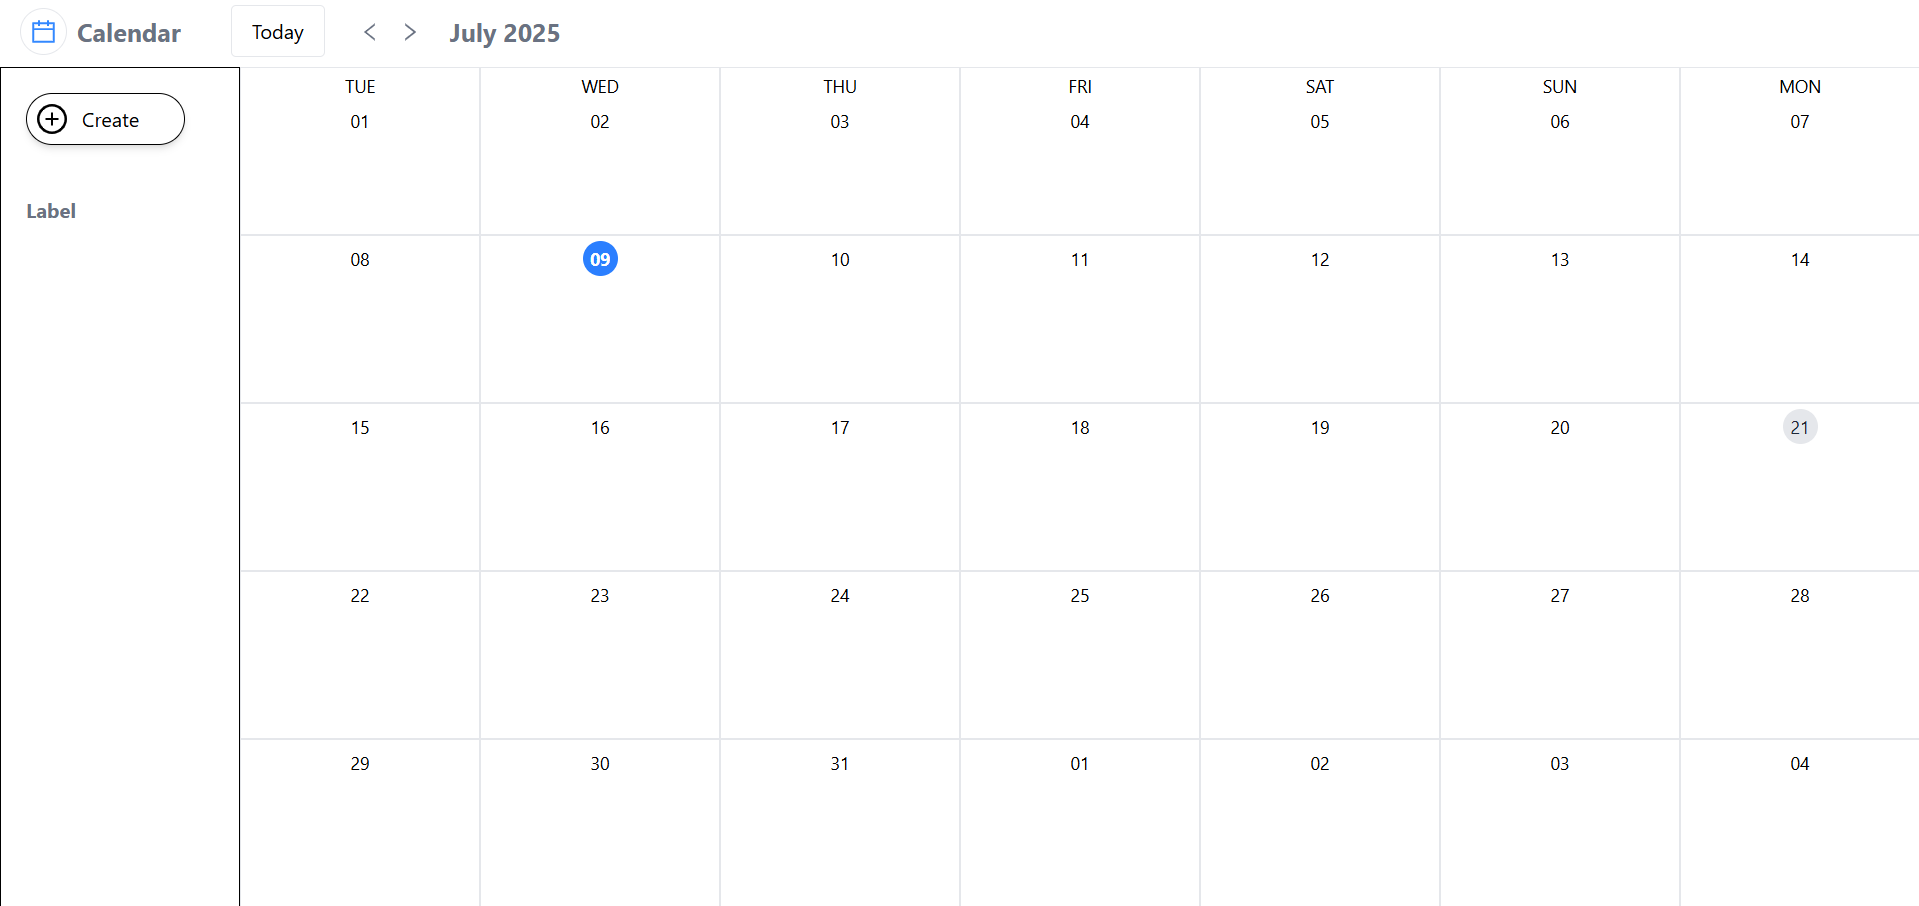 Calendar Today July 2025
Create
Label
TUE WED THU FRI SAT SUN MON
01 02 03 04 05 06 07
08 09 10 11 12 13 14
15 16 17 18 19 20 21
22 23 24 25 26 27 28
29 30 31 01 02 03 04